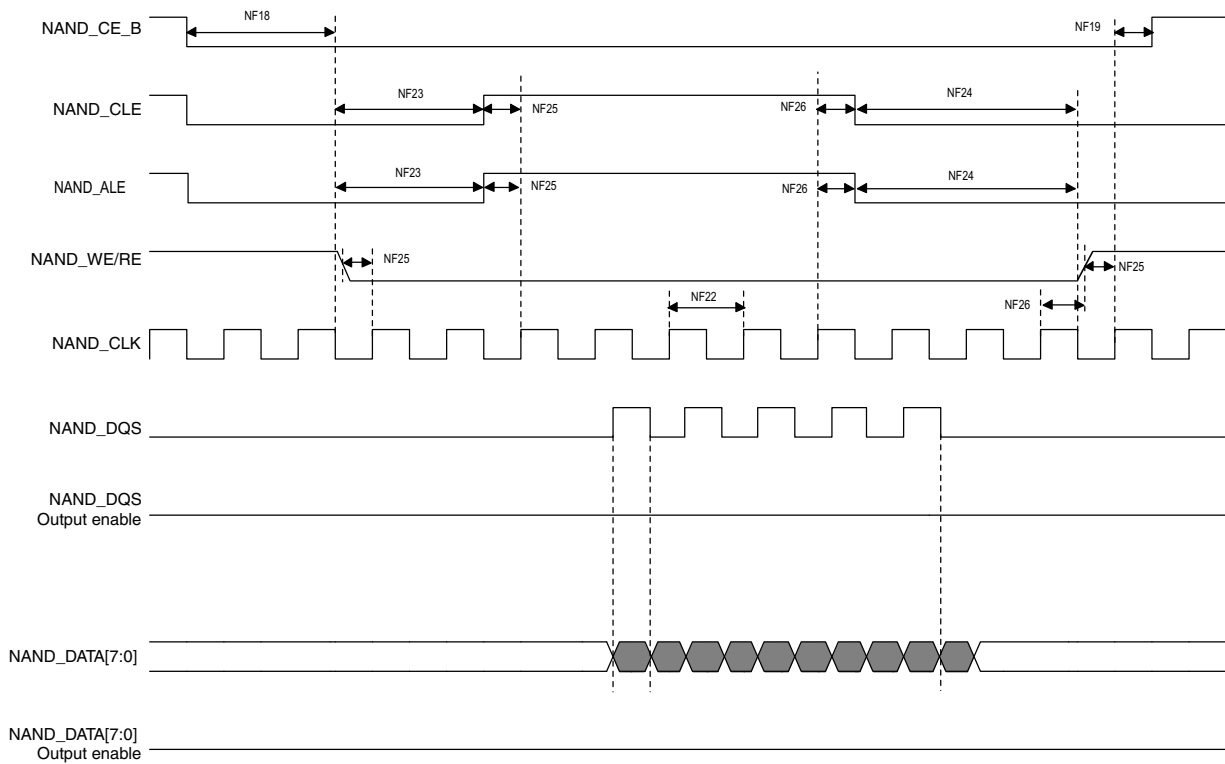 NF18
NAND_CE_B
NF19
NF23
NF25
NF26
NF24
NAND_CLE
NF23
NF25
NF26
NF24
NAND_ALE
NAND_WE/RE
NF25
NF25
NF22
NF26
NAND_CLK
NAND_DQS
NAND_DQS
Output enable
NAND_DATA[7:0]
NAND_DATA[7:0]
Output enable